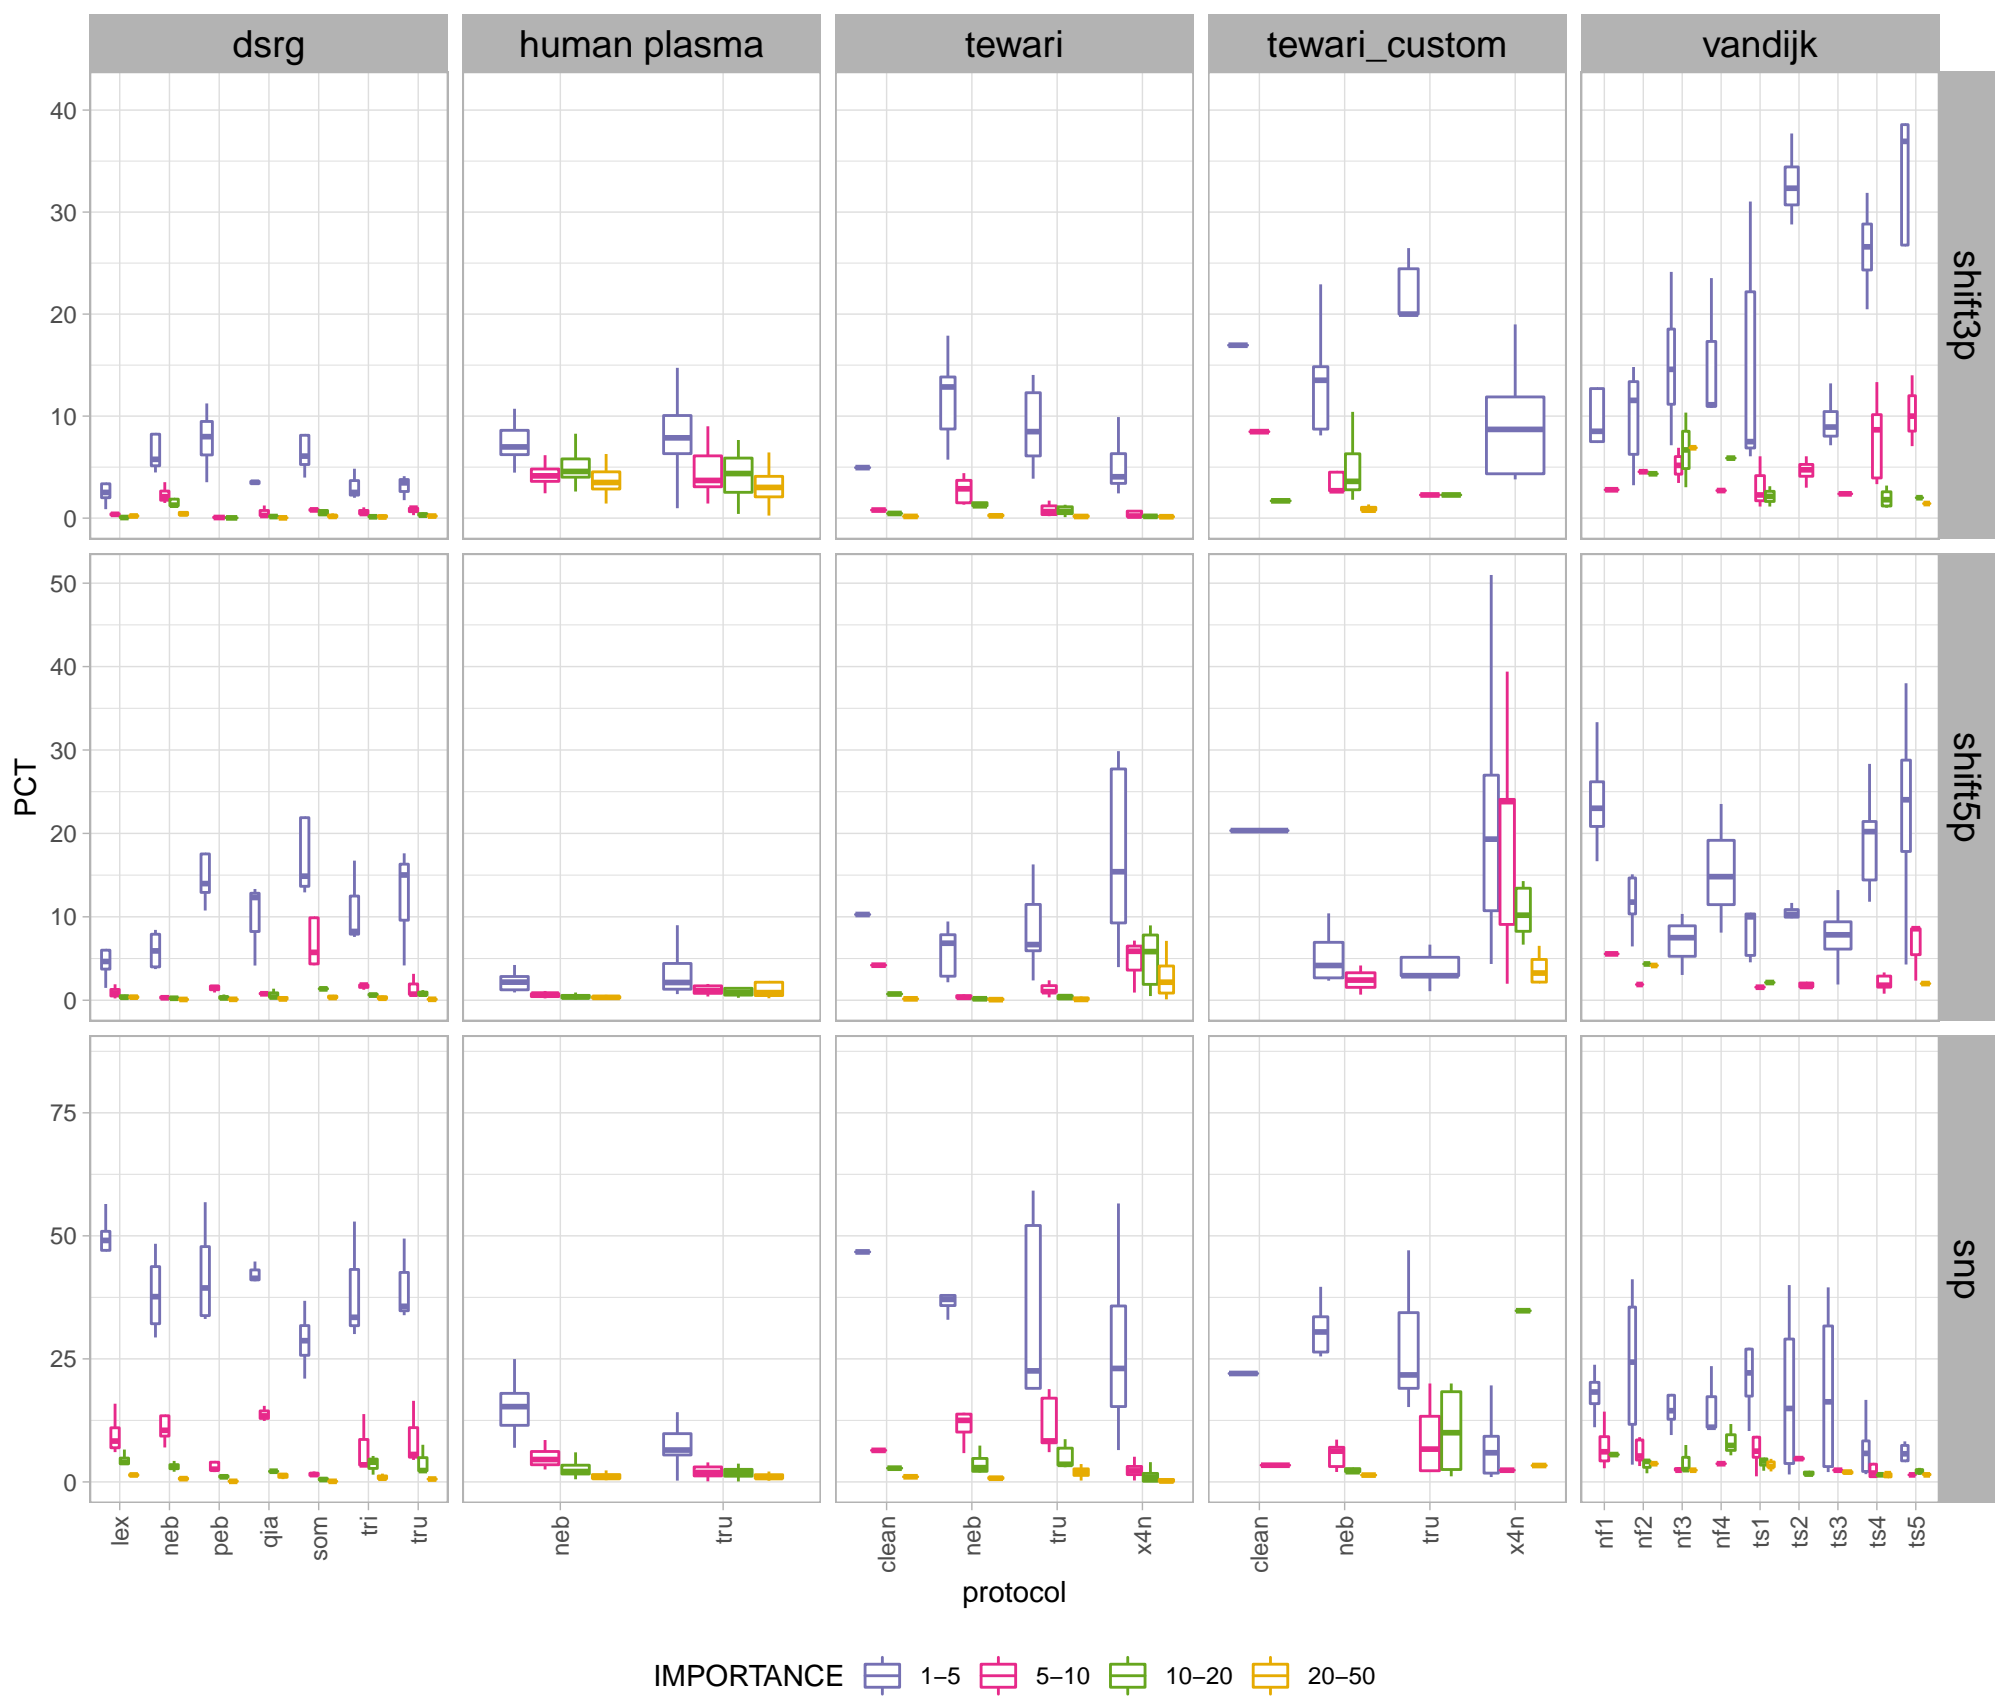 dsrg human plasma tewari tewari_custom vandijk
40
30
20
10
0
shift3p
50
40
30
20
10
0
shift5p
PCT
75
50
25
0
snp
lex neb peb qia som tri tru neb tru clean neb tru x4n clean neb tru x4n nf1 nf2 nf3 nf4 ts1 ts2 ts3 ts4 ts5
protocol
IMPORTANCE 1–5 5–10 10–20 20–50